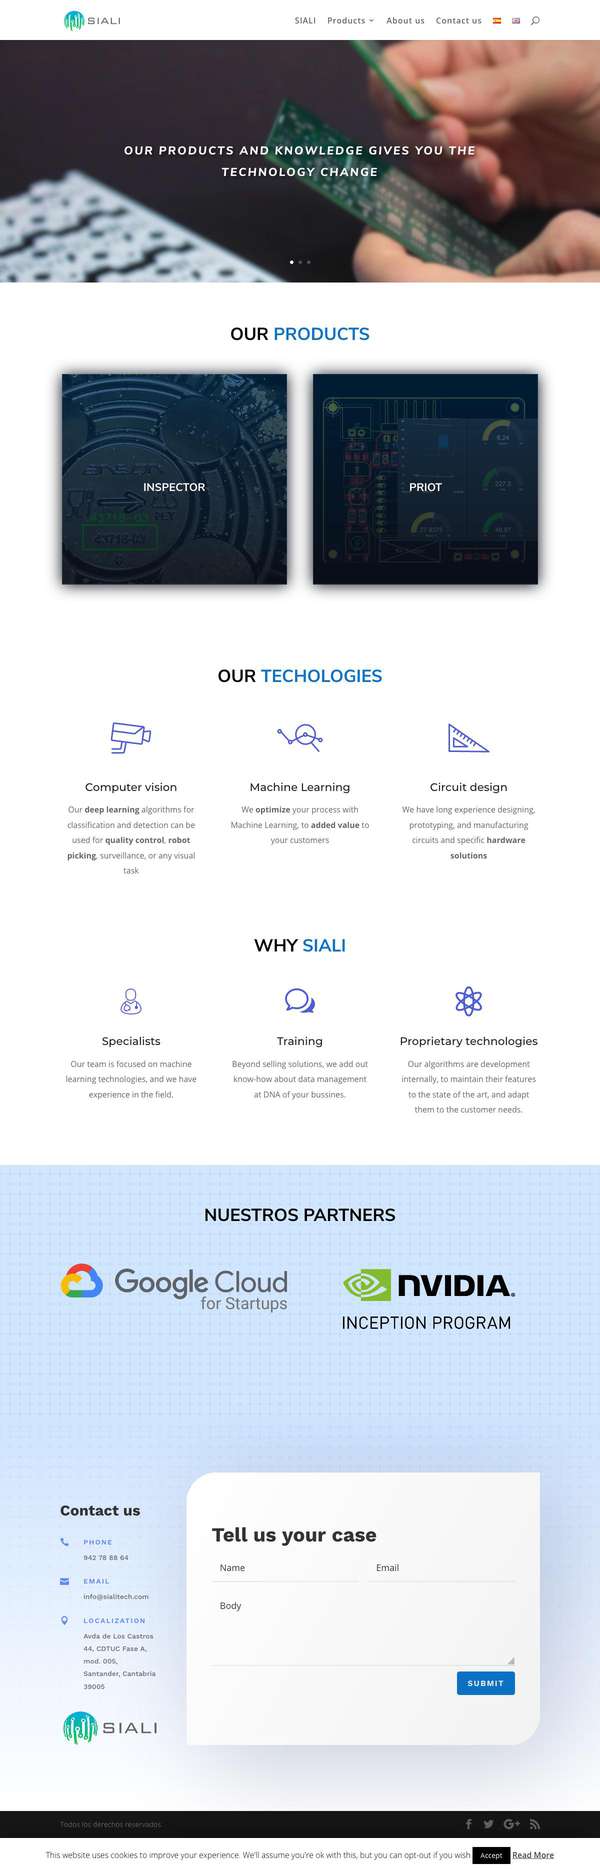 SIALI
SIALI Products About us Contact us
OUR PRODUCTS AND KNOWLEDGE GIVES YOU THE
TECHNOLOGY CHANGE
OUR PRODUCTS
INSPECTOR
43718-03
PRIOT
OUR TECHOLOGIES
Computer vision
Our deep learning algorithms for
classification and detection can be
used for quality control, robot
picking, surveillance, or any visual
task
Machine Learning
We optimize your process with
Machine Learning, to added value to
your customers
Circuit design
We have long experience designing,
prototyping, and manufacturing
circuits and specific hardware
solutions
WHY SIALI
Specialists
Our team is focused on machine
learning technologies, and we have
experience in the field.
Training
Beyond selling solutions, we add out
know-how about data management
at DNA of your bussines.
Proprietary technologies
Our algorithms are development
internally, to maintain their features
to the state of the art, and adapt
them to the customer needs.
NUESTROS PARTNERS
Google Cloud
for Startups
NVIDIA.
INCEPTION PROGRAM
Contact us
PHONE
942 78 88 64
EMAIL
info@sialitech.com
LOCALIZATION
Avda de Los Castros
44, CDTUC Fase A,
mod. 005,
Santander, Cantabria
39005
SIALI
Tell us your case
Name Email
Body
SUBMIT
Todos los derechos reservados.
This website uses cookies to improve your experience. We'll assume you're ok with this, but you can opt-out if you wish. Accept Read More